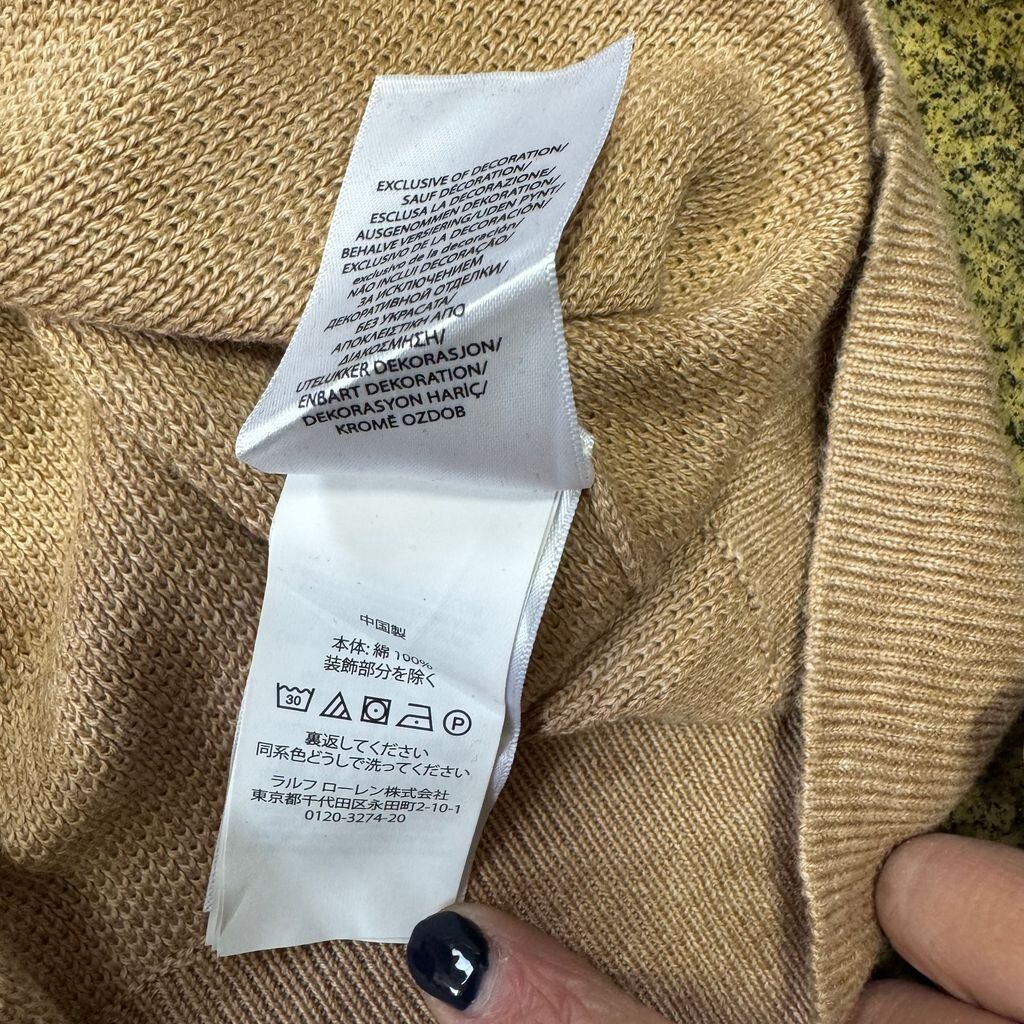 EXCLUSIVE OF DECORATION/
SAUF DÉCORATION/
ESCLUSA LA DECORAZIONE/
AUSGENOMMEN DEKORATION/
BEHALVE VERSIERING/UDEN PYNT/
EXCLUSIVO DE LA DECORACIÓN/
exclusivo de la decoración/
NÃO INCLUI DECORAÇÃO/
ЗА ИСКЛЮЧЕНИЕМ
ДЕКОРАТИВНОЙ ОТДЕЛКИ/
БЕЗ УКРАСАТА/
ΑΠΟΚΛΕΙΣΤΙΚΗ ΑΠΟ
ΔΙΑΚΟΣΜΗΣΗ/
UTELUKKER DEKORASJON/
ENBART DEKORATION/
DEKORASYON HARİÇ/
KROMĚ OZDOB
中国製
本体: 綿 100%
装飾部分を除く
30 P
裏返してください
同系色どうしで洗ってください
ラルフ ローレン株式会社
東京都千代田区永田町2-10-1
0120-3274-20